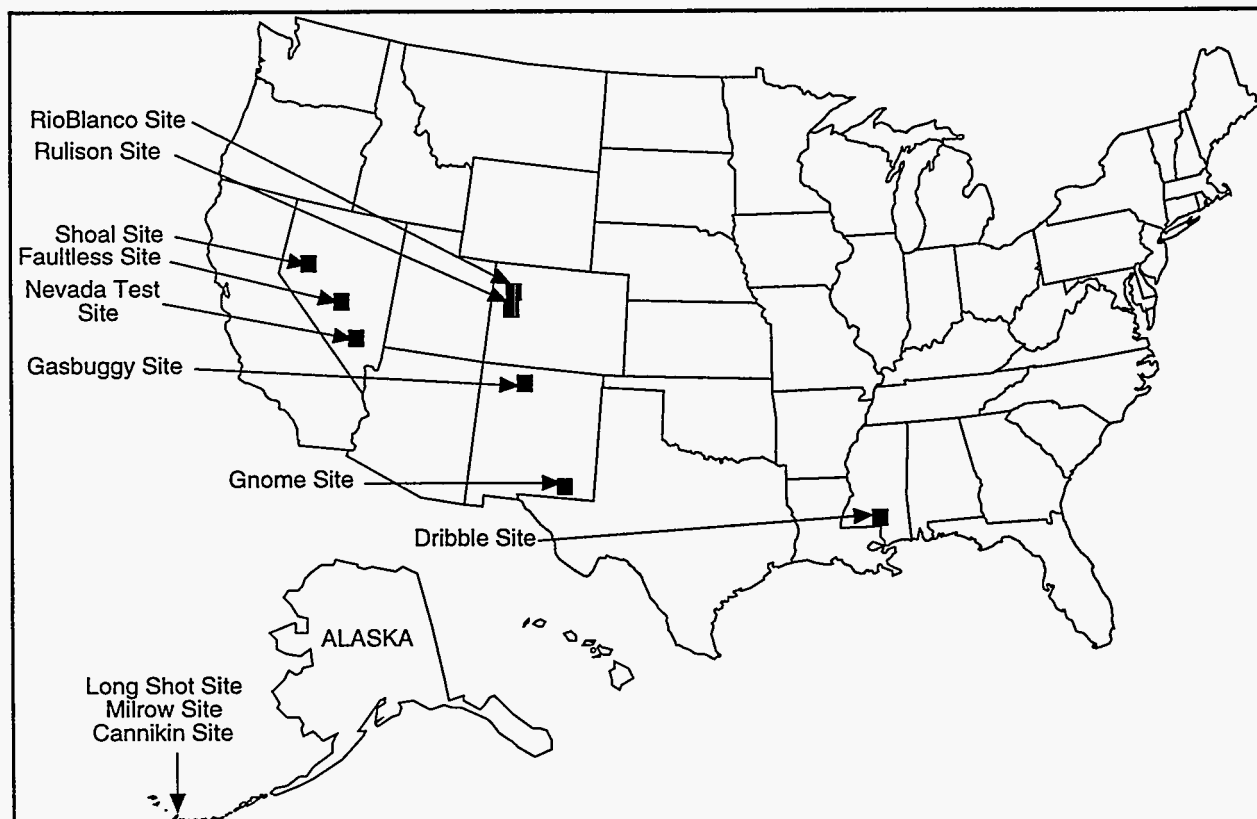 RioBlanco Site
Rulison Site
Shoal Site
Faultless Site
Nevada Test
Site
Gasbuggy Site
Gnome Site
Dribble Site
ALASKA
Long Shot Site
Milrow Site
Cannikin Site